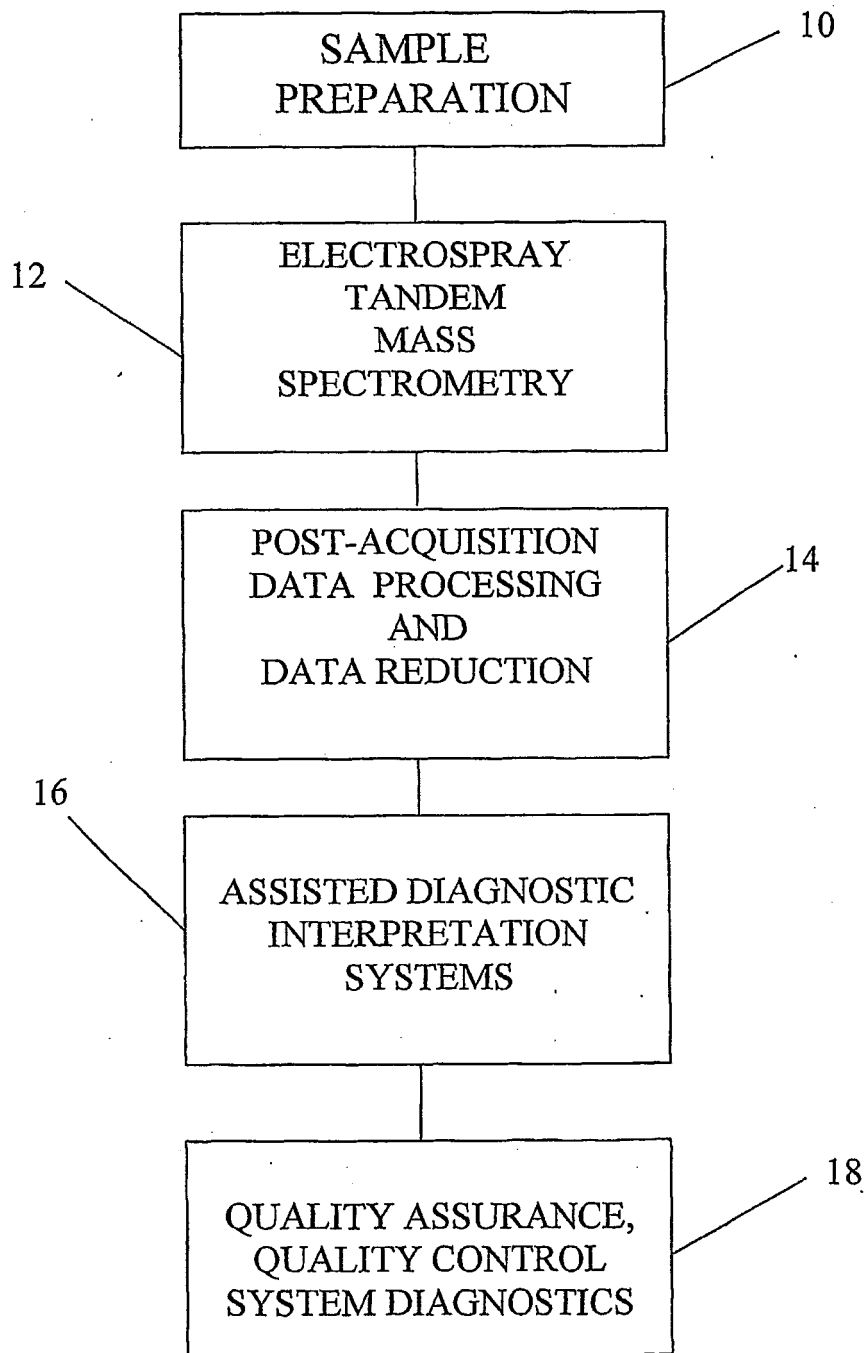 SAMPLE
PREPARATION
10
ELECTROSPRAY
TANDEM
MASS
SPECTROMETRY
12
POST-ACQUISITION
DATA PROCESSING
AND
DATA REDUCTION
14
16
ASSISTED DIAGNOSTIC
INTERPRETATION
SYSTEMS
18
QUALITY ASSURANCE,
QUALITY CONTROL
SYSTEM DIAGNOSTICS